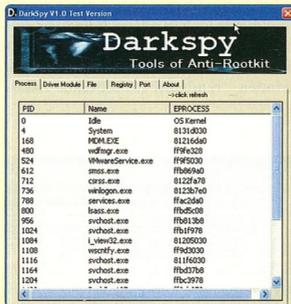 DarkSpy V1.0 Test Version
Darkspy
Tools of Anti-Rootkit
Process Driver Module File Registry Port About
-->click refresh
PID Name EPROCESS
0 Idle OS Kernel
4 System 8131d030
168 MDM.EXE 81216da0
480 wdfmgr.exe ff9fe328
524 VMwareService.exe ff9f5030
612 smss.exe ffb869a0
712 csrss.exe 8122fa78
736 winlogon.exe 8123b7e0
788 services.exe ffac2da0
800 lsass.exe ffbd5c08
956 svchost.exe ffb813b8
1024 svchost.exe ffb1f978
1084 i_view32.exe 81205030
1108 wscntfy.exe ff9d3030
1116 svchost.exe 811f6030
1164 svchost.exe ffbd37b8
1204 svchost.exe ffbc3978